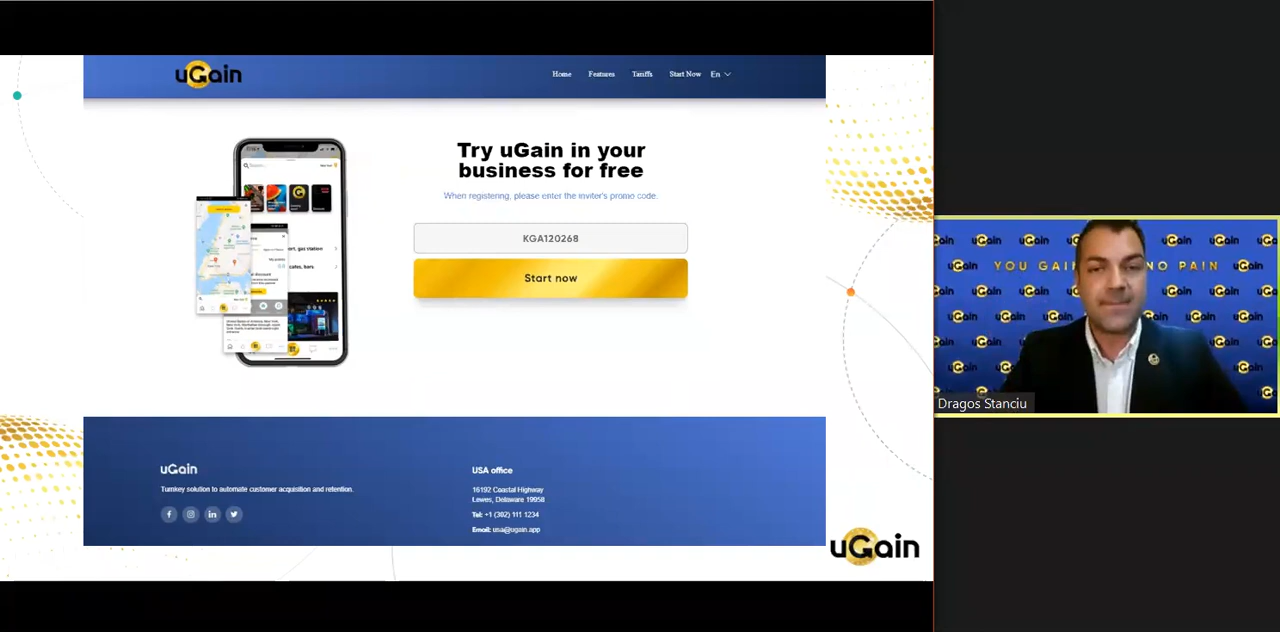 uGain
Home Features Tariffs Start Now En
Try uGain in your
business for free
When registering, please enter the inviter's promo code.
KGA120268
Start now
uGain
Turnkey solution to automate customer acquisition and retention.
USA office
16192 Coastal Highway
Lewes, Delaware 19958
Tel: +1 (302) 111 1234
Email: usa@ugain.app
uGain
YOU GAIN NO PAIN
Dragos Stanciu